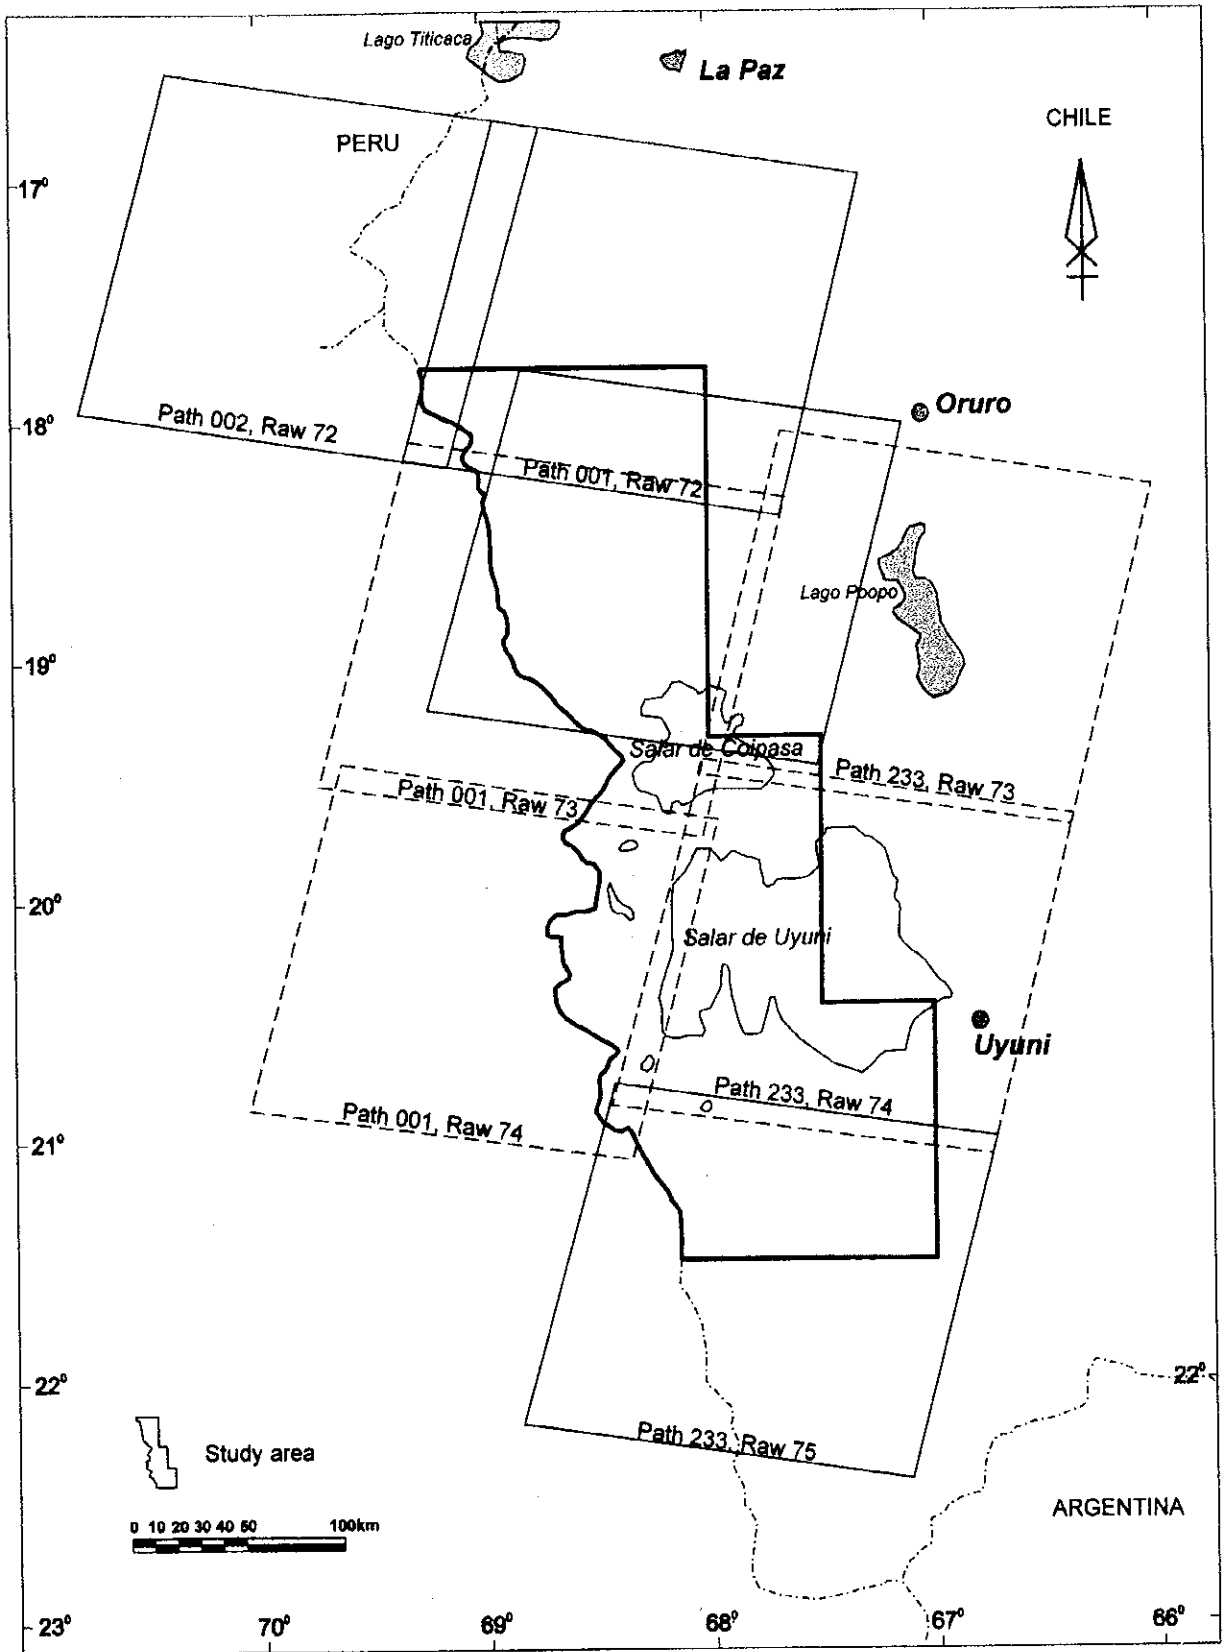 Lago Titicaca
La Paz
PERU
CHILE
17°
Oruro
18°
Path 002, Raw 72
Path 001, Raw 72
Lago Poopo
19°
Salar de Coipasa
Path 001, Raw 73
Path 233, Raw 73
20°
Salar de Uyuni
Uyuni
Path 233, Raw 74
Path 001, Raw 74
21°
22°
22°
Path 233, Raw 75
Study area
ARGENTINA
0 10 20 30 40 50 100km
23°
70° 69° 68° 67° 66°